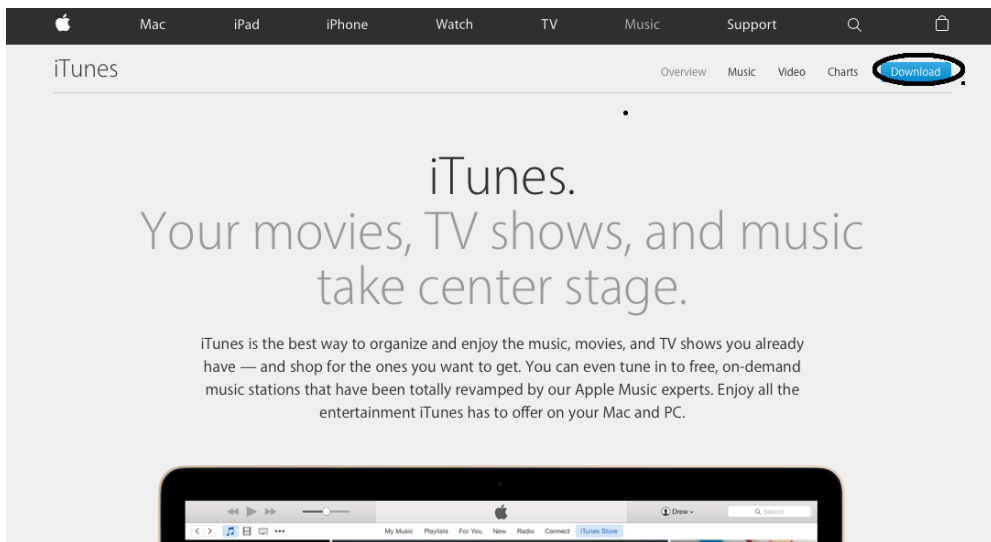 Mac iPad iPhone Watch TV Music Support
iTunes Overview Music Video Charts Download
iTunes.
Your movies, TV shows, and music
take center stage.
iTunes is the best way to organize and enjoy the music, movies, and TV shows you already
have — and shop for the ones you want to get. You can even tune in to free, on-demand
music stations that have been totally revamped by our Apple Music experts. Enjoy all the
entertainment iTunes has to offer on your Mac and PC.
Drew Search
My Music Playlists For You New Radio Connect iTunes Store